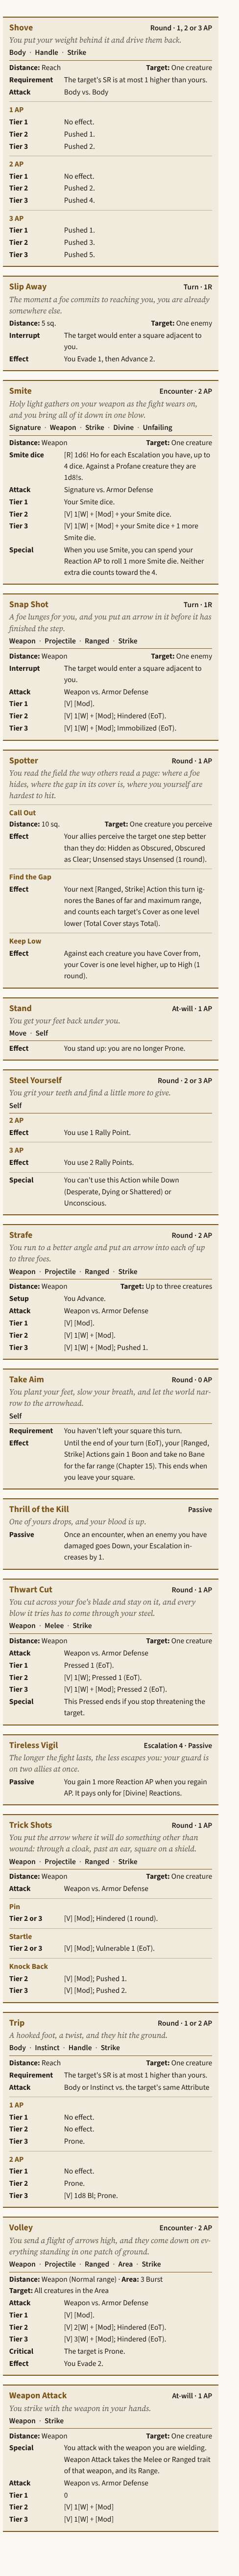 Shove Round · 1, 2 or 3 AP
You put your weight behind it and drive them back.
Body · Handle · Strike
Distance: Reach Target: One creature
Requirement The target's SR is at most 1 higher than yours.
Attack Body vs. Body
1 AP
Tier 1 No effect.
Tier 2 Pushed 1.
Tier 3 Pushed 2.
2 AP
Tier 1 No effect.
Tier 2 Pushed 2.
Tier 3 Pushed 4.
3 AP
Tier 1 Pushed 1.
Tier 2 Pushed 3.
Tier 3 Pushed 5.
Slip Away Turn · 1R
The moment a foe commits to reaching you, you are already
somewhere else.
Distance: 5 sq. Target: One enemy
Interrupt The target would enter a square adjacent to
you.
Effect You Evade 1, then Advance 2.
Smite Encounter · 2 AP
Holy light gathers on your weapon as the fight wears on,
and you bring all of it down in one blow.
Signature · Weapon · Strike · Divine · Unfailing
Distance: Weapon Target: One creature
Smite dice [R] 1d6! Ho for each Escalation you have, up to
4 dice. Against a Profane creature they are
1d8!s.
Attack Signature vs. Armor Defense
Tier 1 Your Smite dice.
Tier 2 [V] 1[W] + [Mod] + your Smite dice.
Tier 3 [V] 1[W] + [Mod] + your Smite dice + 1 more
Smite die.
Special When you use Smite, you can spend your
Reaction AP to roll 1 more Smite die. Neither
extra die counts toward the 4.
Snap Shot Turn · 1R
A foe lunges for you, and you put an arrow in it before it has
finished the step.
Weapon · Projectile · Ranged · Strike
Distance: Weapon Target: One enemy
Interrupt The target would enter a square adjacent to
you.
Attack Weapon vs. Armor Defense
Tier 1 [V] [Mod].
Tier 2 [V] 1[W] + [Mod]; Hindered (EoT).
Tier 3 [V] 1[W] + [Mod]; Immobilized (EoT).
Spotter Round · 1 AP
You read the field the way others read a page: where a foe
hides, where the gap in its cover is, where you yourself are
hardest to hit.
Call Out
Distance: 10 sq. Target: One creature you perceive
Effect Your allies perceive the target one step better
than they do: Hidden as Obscured, Obscured
as Clear; Unsensed stays Unsensed (1 round).
Find the Gap
Effect Your next [Ranged, Strike] Action this turn ig-
nores the Banes of far and maximum range,
and counts each target's Cover as one level
lower (Total Cover stays Total).
Keep Low
Effect Against each creature you have Cover from,
your Cover is one level higher, up to High (1
round).
Stand At-will · 1 AP
You get your feet back under you.
Move · Self
Effect You stand up: you are no longer Prone.
Steel Yourself Round · 2 or 3 AP
You grit your teeth and find a little more to give.
Self
2 AP
Effect You use 1 Rally Point.
3 AP
Effect You use 2 Rally Points.
Special You can't use this Action while Down
(Desperate, Dying or Shattered) or
Unconscious.
Strafe Round · 2 AP
You run to a better angle and put an arrow into each of up
to three foes.
Weapon · Projectile · Ranged · Strike
Distance: Weapon Target: Up to three creatures
Setup You Advance.
Attack Weapon vs. Armor Defense
Tier 1 [V] [Mod].
Tier 2 [V] 1[W] + [Mod].
Tier 3 [V] 1[W] + [Mod]; Pushed 1.
Take Aim Round · 0 AP
You plant your feet, slow your breath, and let the world nar-
row to the arrowhead.
Self
Requirement You haven't left your square this turn.
Effect Until the end of your turn (EoT), your [Ranged,
Strike] Actions gain 1 Boon and take no Bane
for the far range (Chapter 15). This ends when
you leave your square.
Thrill of the Kill Passive
One of yours drops, and your blood is up.
Passive Once an encounter, when an enemy you have
damaged goes Down, your Escalation in-
creases by 1.
Thwart Cut Round · 1 AP
You cut across your foe's blade and stay on it, and every
blow it tries has to come through your steel.
Weapon · Melee · Strike
Distance: Weapon Target: One creature
Attack Weapon vs. Armor Defense
Tier 1 Pressed 1 (EoT).
Tier 2 [V] 1[W]; Pressed 1 (EoT).
Tier 3 [V] 1[W] + [Mod]; Pressed 2 (EoT).
Special This Pressed ends if you stop threatening the
target.
Tireless Vigil Escalation 4 · Passive
The longer the fight lasts, the less escapes you: your guard is
on two allies at once.
Passive You gain 1 more Reaction AP when you regain
AP. It pays only for [Divine] Reactions.
Trick Shots Round · 1 AP
You put the arrow where it will do something other than
wound: through a cloak, past an ear, square on a shield.
Weapon · Projectile · Ranged · Strike
Distance: Weapon Target: One creature
Attack Weapon vs. Armor Defense
Pin
Tier 2 or 3 [V] [Mod]; Hindered (1 round).
Startle
Tier 2 or 3 [V] [Mod]; Vulnerable 1 (EoT).
Knock Back
Tier 2 [V] [Mod]; Pushed 1.
Tier 3 [V] [Mod]; Pushed 2.
Trip Round · 1 or 2 AP
A hooked foot, a twist, and they hit the ground.
Body · Instinct · Handle · Strike
Distance: Reach Target: One creature
Requirement The target's SR is at most 1 higher than yours.
Attack Body or Instinct vs. the target's same Attribute
1 AP
Tier 1 No effect.
Tier 2 No effect.
Tier 3 Prone.
2 AP
Tier 1 No effect.
Tier 2 Prone.
Tier 3 [V] 1d8 Bl; Prone.
Volley Encounter · 2 AP
You send a flight of arrows high, and they come down on ev-
erything standing in one patch of ground.
Weapon · Projectile · Ranged · Area · Strike
Distance: Weapon (Normal range) · Area: 3 Burst
Target: All creatures in the Area
Attack Weapon vs. Armor Defense
Tier 1 [V] [Mod].
Tier 2 [V] 2[W] + [Mod]; Hindered (EoT).
Tier 3 [V] 3[W] + [Mod]; Hindered (EoT).
Critical The target is Prone.
Effect You Evade 2.
Weapon Attack At-will · 1 AP
You strike with the weapon in your hands.
Weapon · Strike
Distance: Weapon Target: One creature
Special You attack with the weapon you are wielding.
Weapon Attack takes the Melee or Ranged trait
of that weapon, and its Range.
Attack Weapon vs. Armor Defense
Tier 1 0
Tier 2 [V] 1[W] + [Mod]
Tier 3 [V] 1[W] + [Mod]